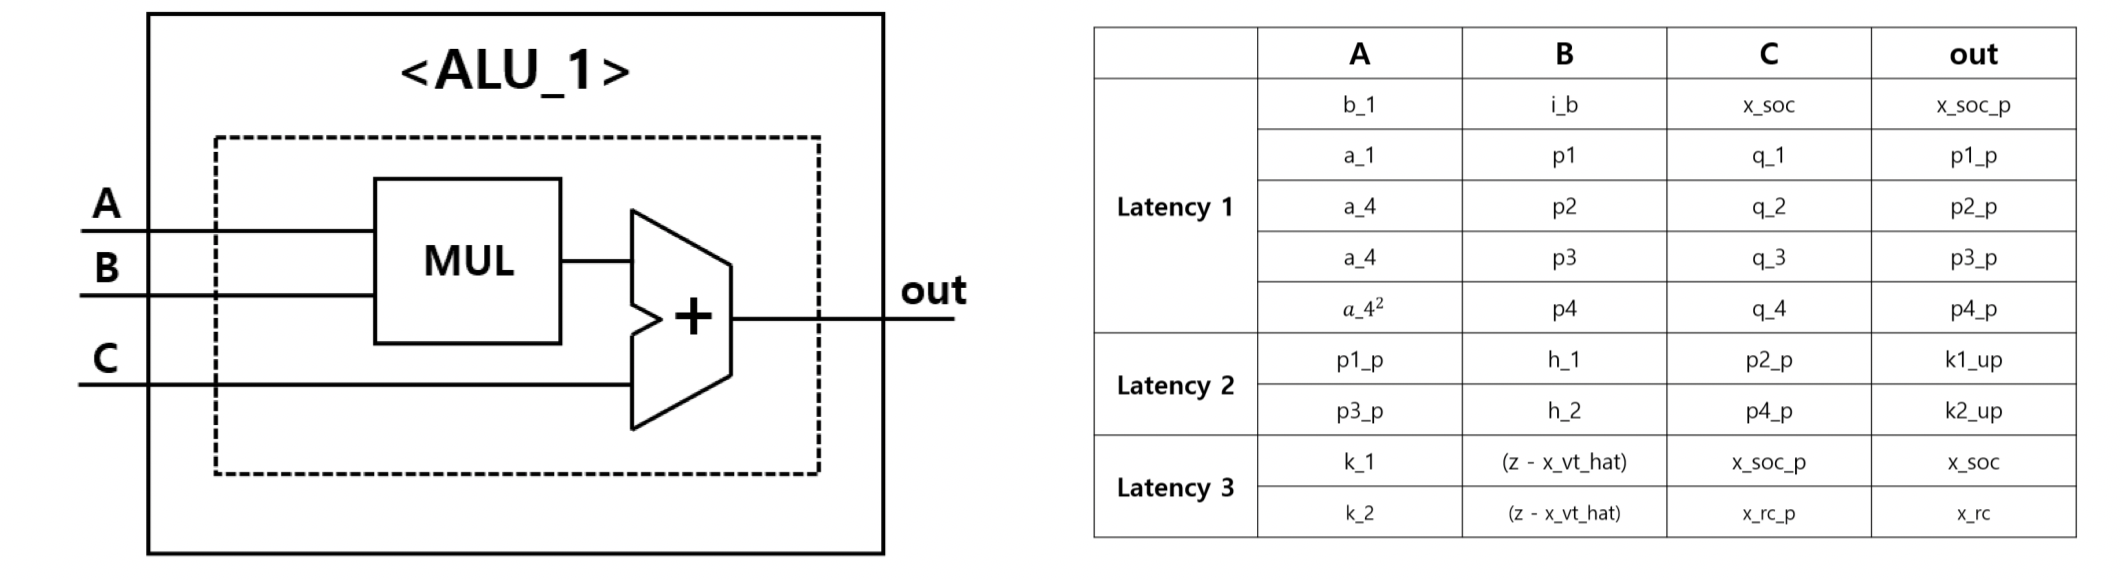 <ALU_1>
A
B
C
MUL
+
out
A B C out
Latency 1
b_1 i_b x_soc x_soc_p
a_1 p1 q_1 p1_p
a_4 p2 q_2 p2_p
a_4 p3 q_3 p3_p
a_4² p4 q_4 p4_p
Latency 2
p1_p h_1 p2_p k1_up
p3_p h_2 p4_p k2_up
Latency 3
k_1 (z - x_vt_hat) x_soc_p x_soc
k_2 (z - x_vt_hat) x_rc_p x_rc